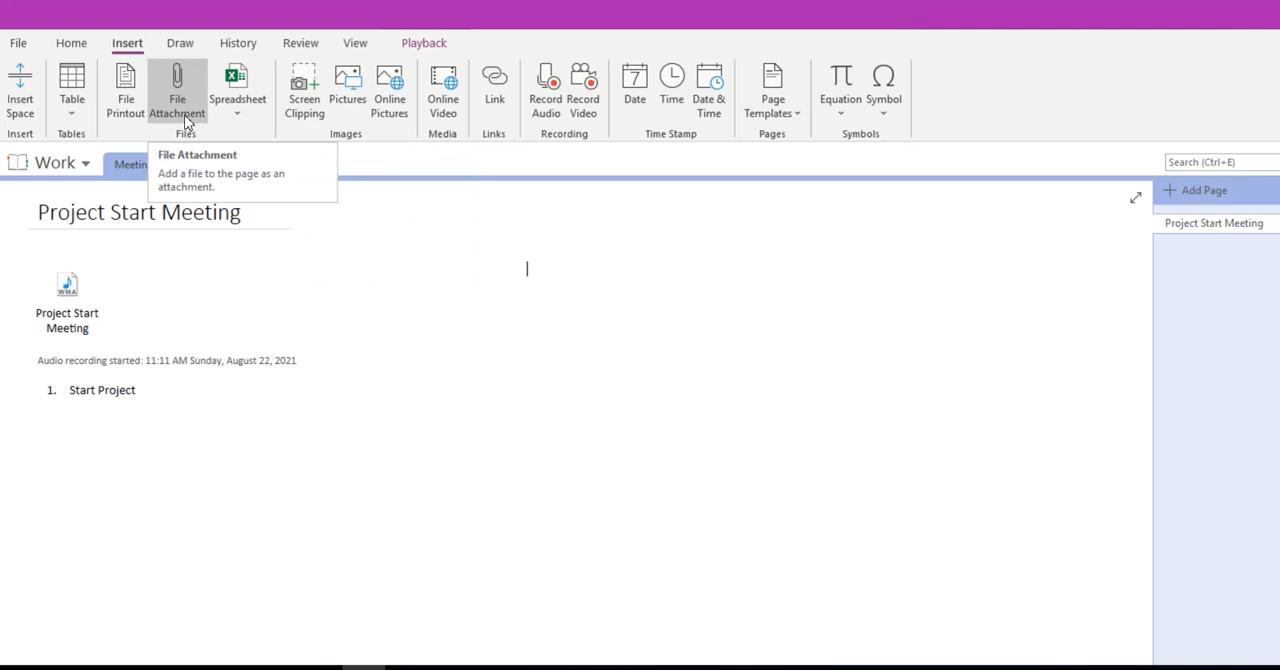 File Home Insert Draw History Review View Playback
Insert Space
Table
File Printout
File Attachment
Spreadsheet
Screen Clipping
Pictures
Online Pictures
Online Video
Link
Record Audio
Record Video
Date
Time
Date & Time
Page Templates
Equation
Symbol
Insert Tables Files Images Media Links Recording Time Stamp Pages Symbols
Work
Search (Ctrl+E)
File Attachment
Add a file to the page as an
attachment.
Add Page
Project Start Meeting
Project Start Meeting
WMA
Project Start
Meeting
Audio recording started: 11:11 AM Sunday, August 22, 2021
1. Start Project